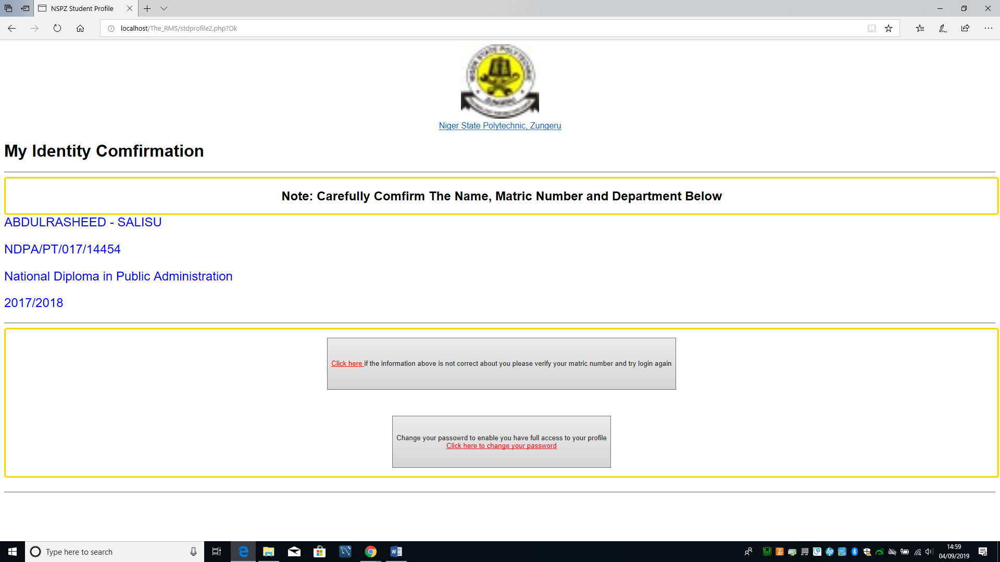 NSPZ Student Profile
localhost/The_RMS/stdprofile2.php?Ok
Niger State Polytechnic, Zungeru
My Identity Comfirmation
Note: Carefully Comfirm The Name, Matric Number and Department Below
ABDULRASHEED - SALISU
NDPA/PT/017/14454
National Diploma in Public Administration
2017/2018
Click here if the information above is not correct about you please verify your matric number and try login again
Change your passowrd to enable you have full access to your profile
Click here to change your password
Type here to search
14:59
04/09/2019